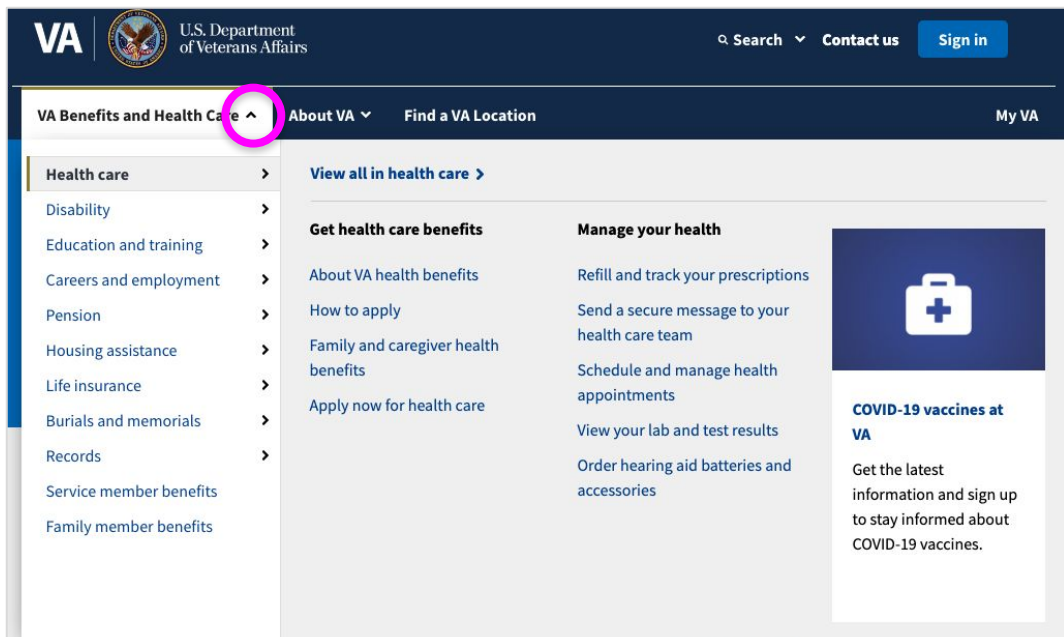 VA
U.S. Department
of Veterans Affairs
Search
Contact us
Sign in
VA Benefits and Health Care
About VA
Find a VA Location
My VA
Health care
Disability
Education and training
Careers and employment
Pension
Housing assistance
Life insurance
Burials and memorials
Records
Service member benefits
Family member benefits
View all in health care
Get health care benefits
About VA health benefits
How to apply
Family and caregiver health
benefits
Apply now for health care
Manage your health
Refill and track your prescriptions
Send a secure message to your
health care team
Schedule and manage health
appointments
View your lab and test results
Order hearing aid batteries and
accessories
COVID-19 vaccines at
VA
Get the latest
information and sign up
to stay informed about
COVID-19 vaccines.